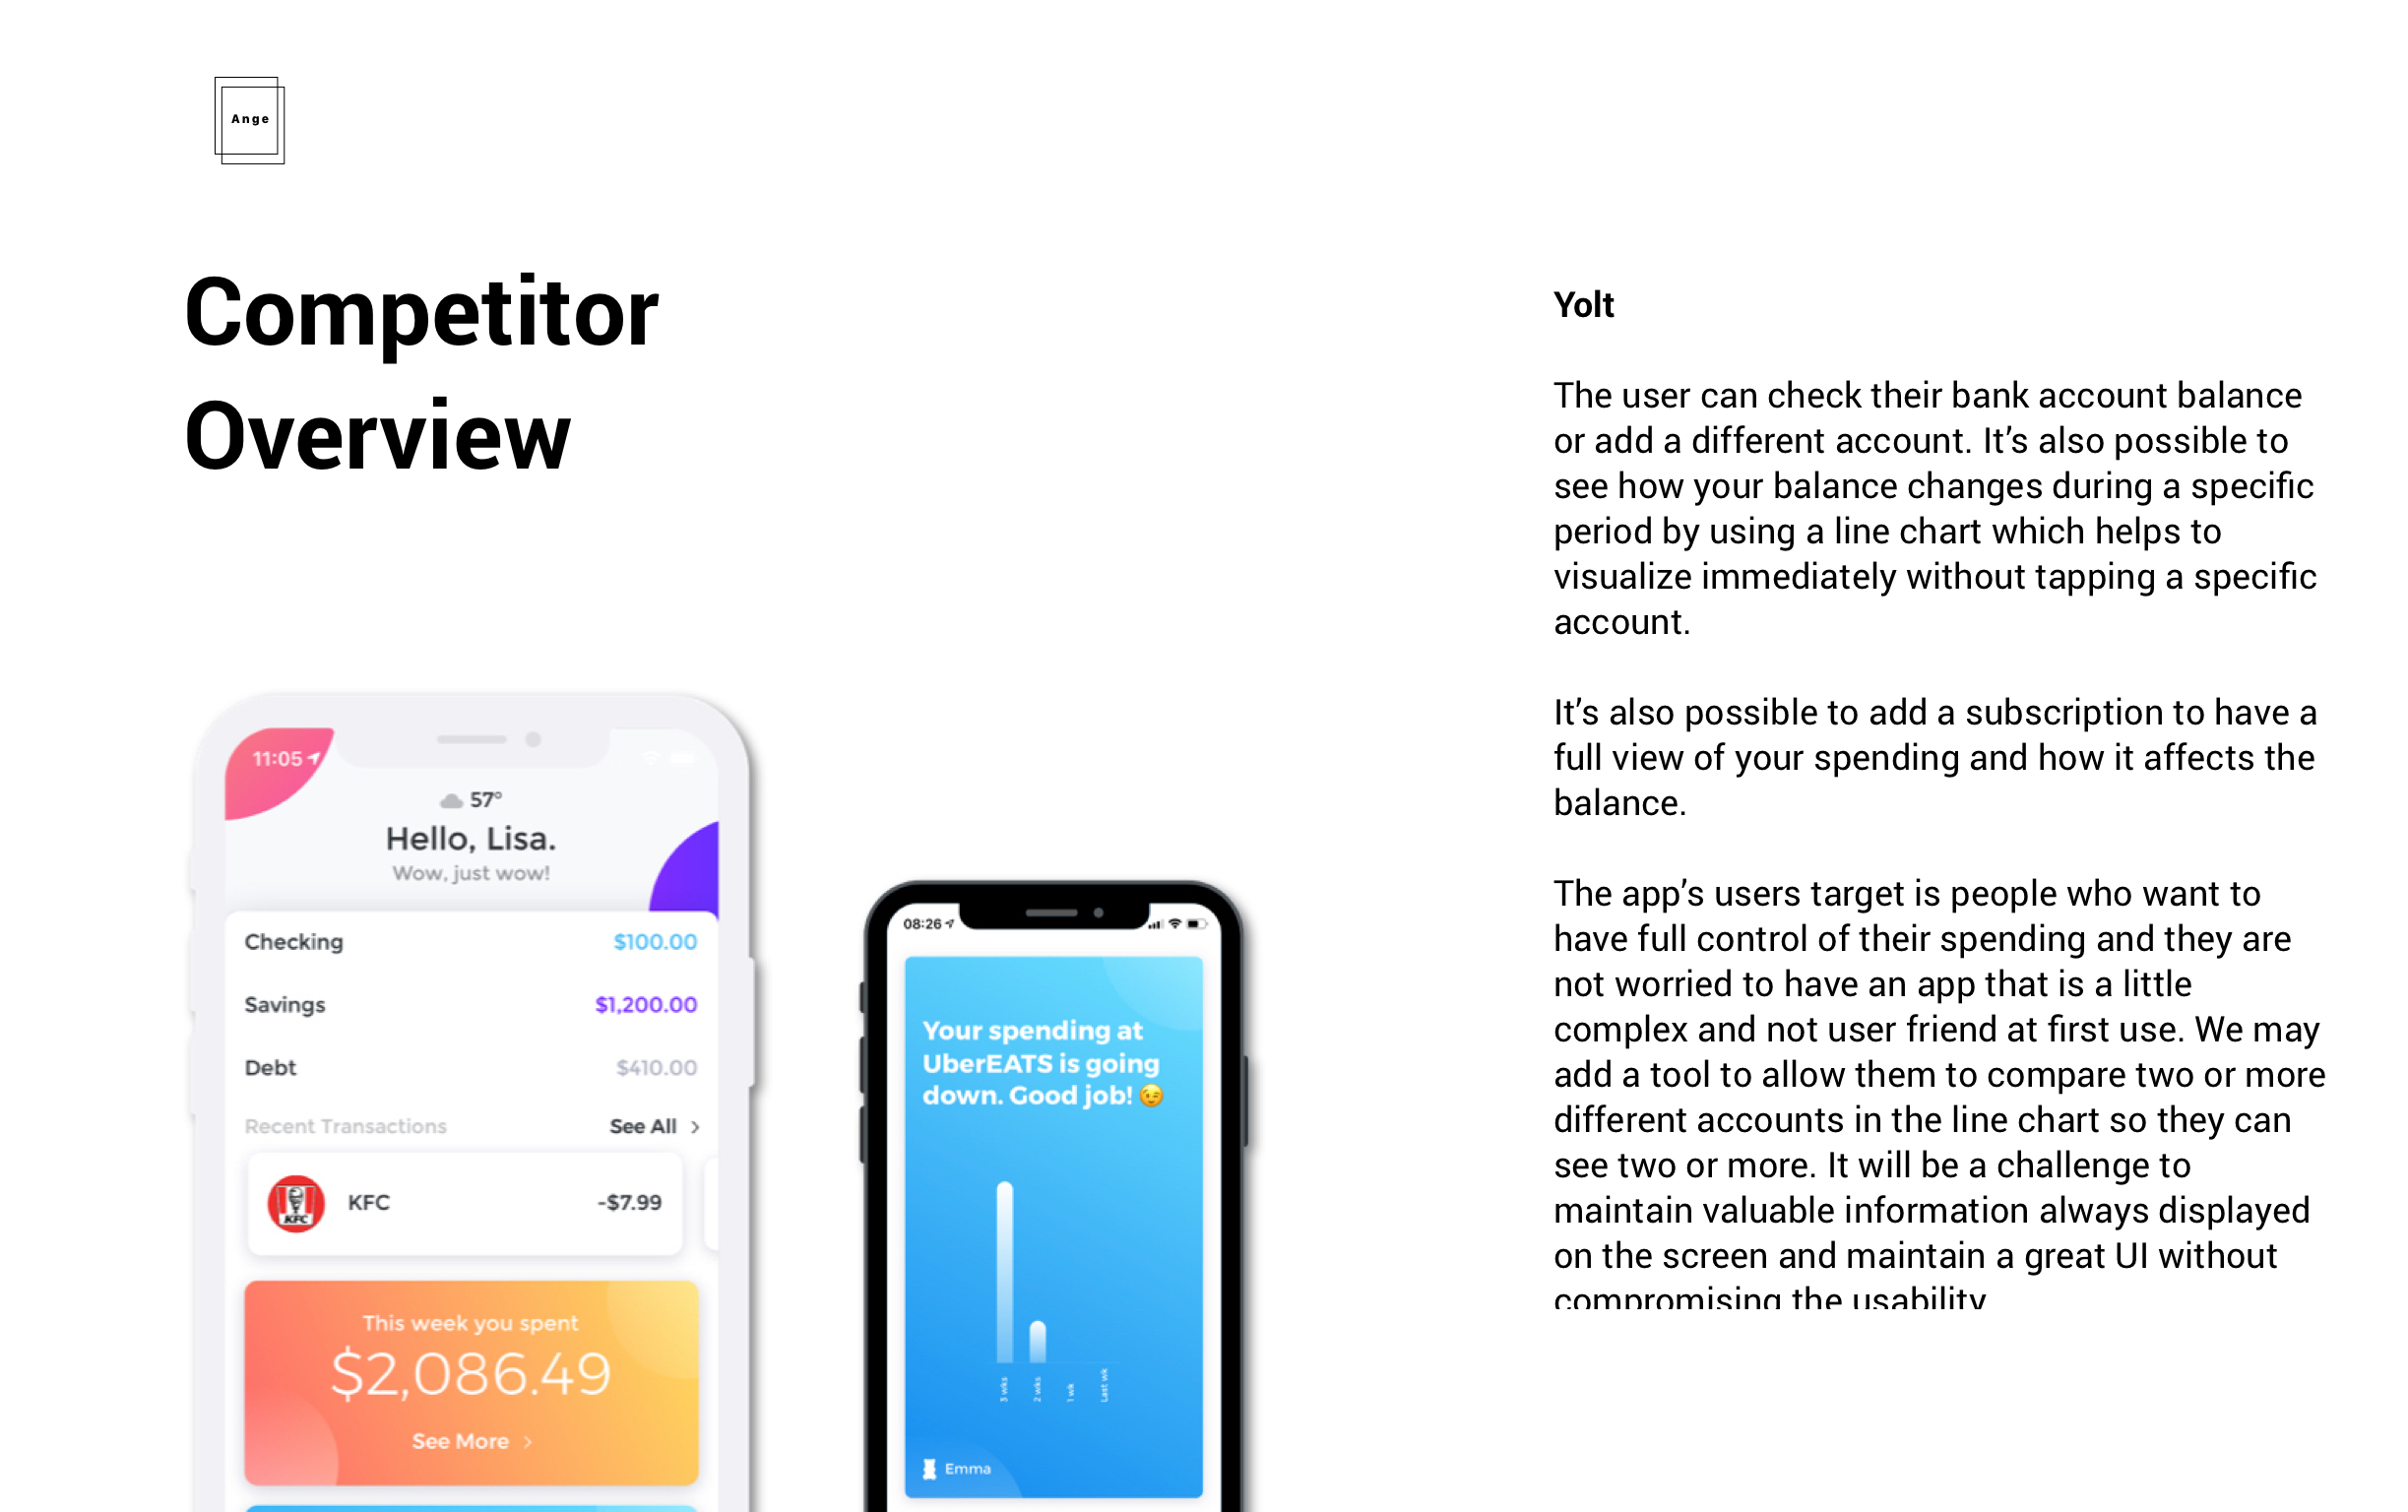 Ange
Competitor
Overview
Yolt
The user can check their bank account balance
or add a different account. It’s also possible to
see how your balance changes during a specific
period by using a line chart which helps to
visualize immediately without tapping a specific
account.
It’s also possible to add a subscription to have a
full view of your spending and how it affects the
balance.
The app’s users target is people who want to
have full control of their spending and they are
not worried to have an app that is a little
complex and not user friend at first use. We may
add a tool to allow them to compare two or more
different accounts in the line chart so they can
see two or more. It will be a challenge to
maintain valuable information always displayed
on the screen and maintain a great UI without
compromising the usability
11:05
57°
Hello, Lisa.
Wow, just wow!
Checking $100.00
Savings $1,200.00
Debt $410.00
Recent Transactions See All >
KFC KFC -$7.99
This week you spent
$2,086.49
See More >
08:26
Your spending at
UberEATS is going
down. Good job! 😉
3 wks
2 wks
1 wk
Last wk
Emma